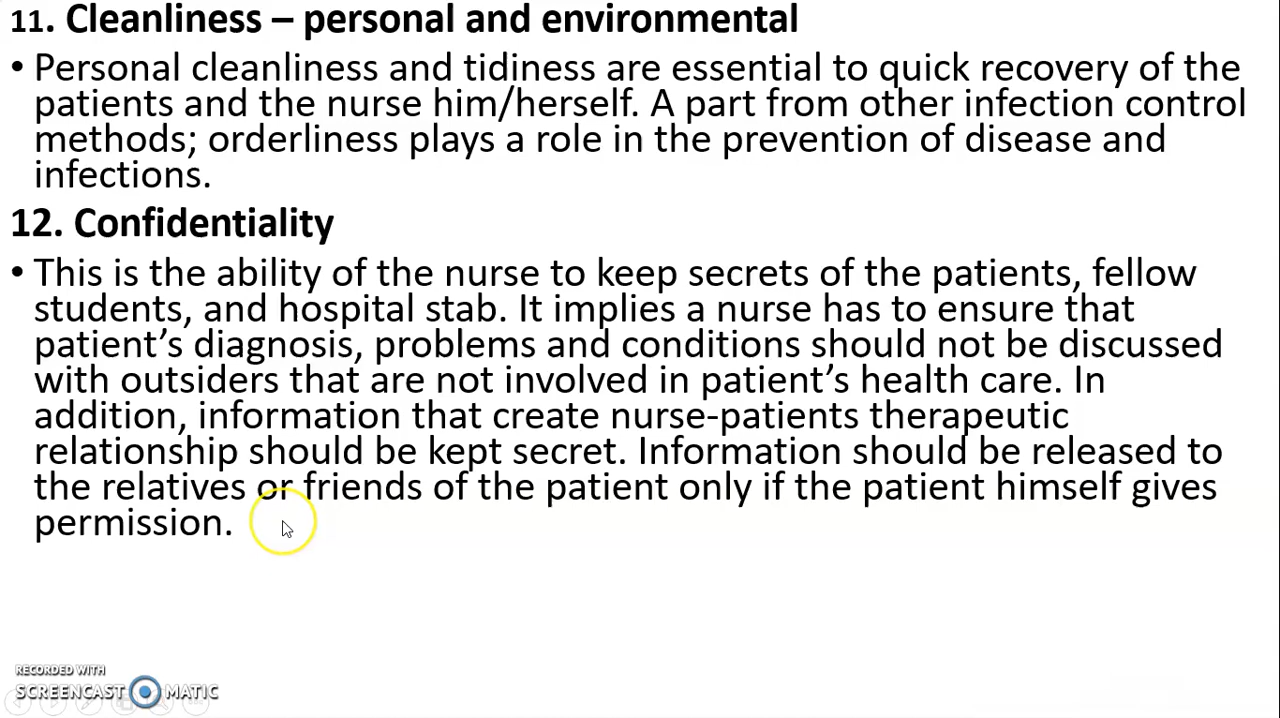 11. Cleanliness – personal and environmental
• Personal cleanliness and tidiness are essential to quick recovery of the
patients and the nurse him/herself. A part from other infection control
methods; orderliness plays a role in the prevention of disease and
infections.
12. Confidentiality
• This is the ability of the nurse to keep secrets of the patients, fellow
students, and hospital stab. It implies a nurse has to ensure that
patient’s diagnosis, problems and conditions should not be discussed
with outsiders that are not involved in patient’s health care. In
addition, information that create nurse-patients therapeutic
relationship should be kept secret. Information should be released to
the relatives or friends of the patient only if the patient himself gives
permission.
RECORDED WITH
SCREENCAST MATIC